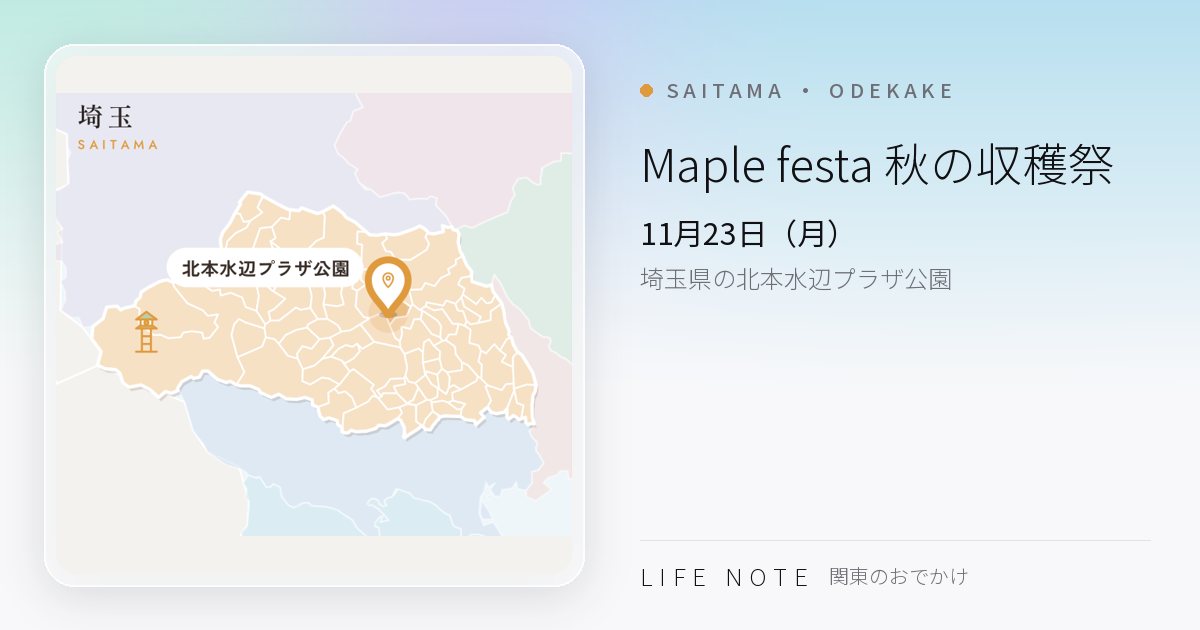 埼玉
SAITAMA
北本水辺プラザ公園
SAITAMA • ODEKAKE
Maple festa 秋の収穫祭
11月23日（月）
埼玉県の北本水辺プラザ公園
LIFE NOTE 関東のおでかけ